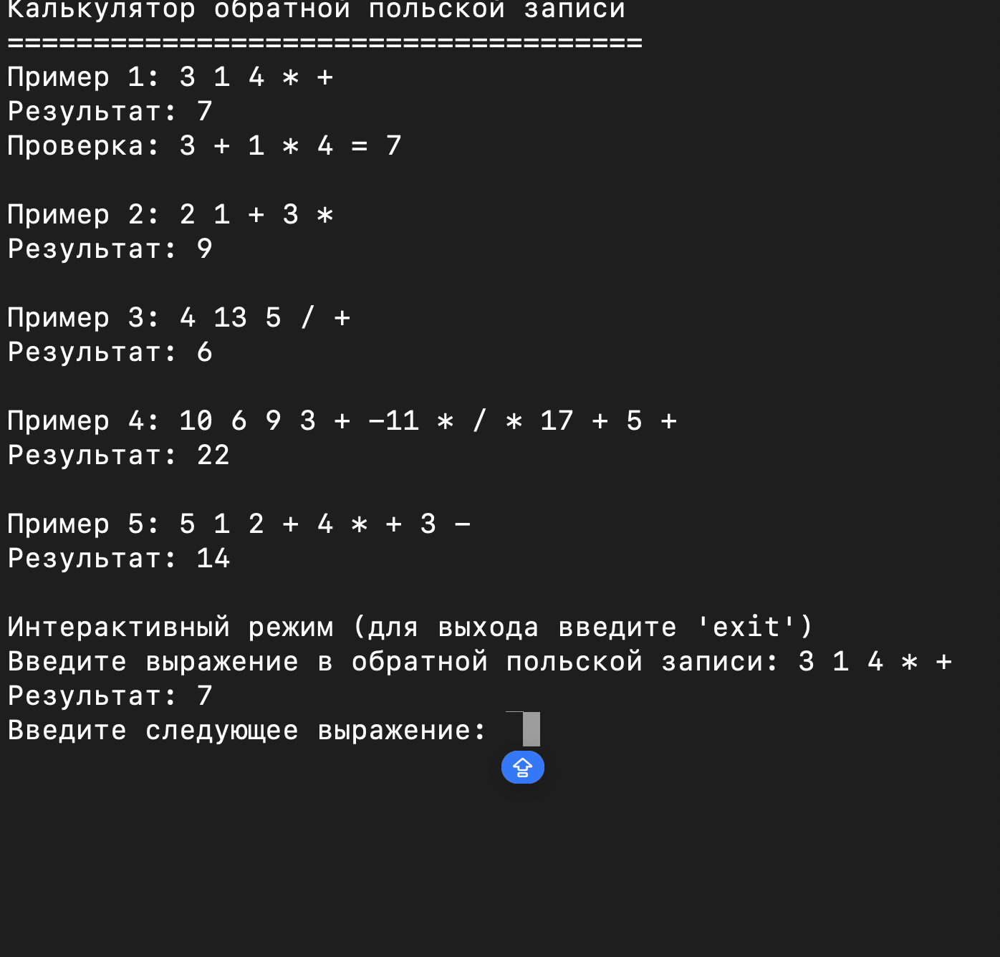 Калькулятор обратной польской записи
=====================================
Пример 1: 3 1 4 * +
Результат: 7
Проверка: 3 + 1 * 4 = 7
Пример 2: 2 1 + 3 *
Результат: 9
Пример 3: 4 13 5 / +
Результат: 6
Пример 4: 10 6 9 3 + -11 * / * 17 + 5 +
Результат: 22
Пример 5: 5 1 2 + 4 * + 3 -
Результат: 14
Интерактивный режим (для выхода введите 'exit')
Введите выражение в обратной польской записи: 3 1 4 * +
Результат: 7
Введите следующее выражение: